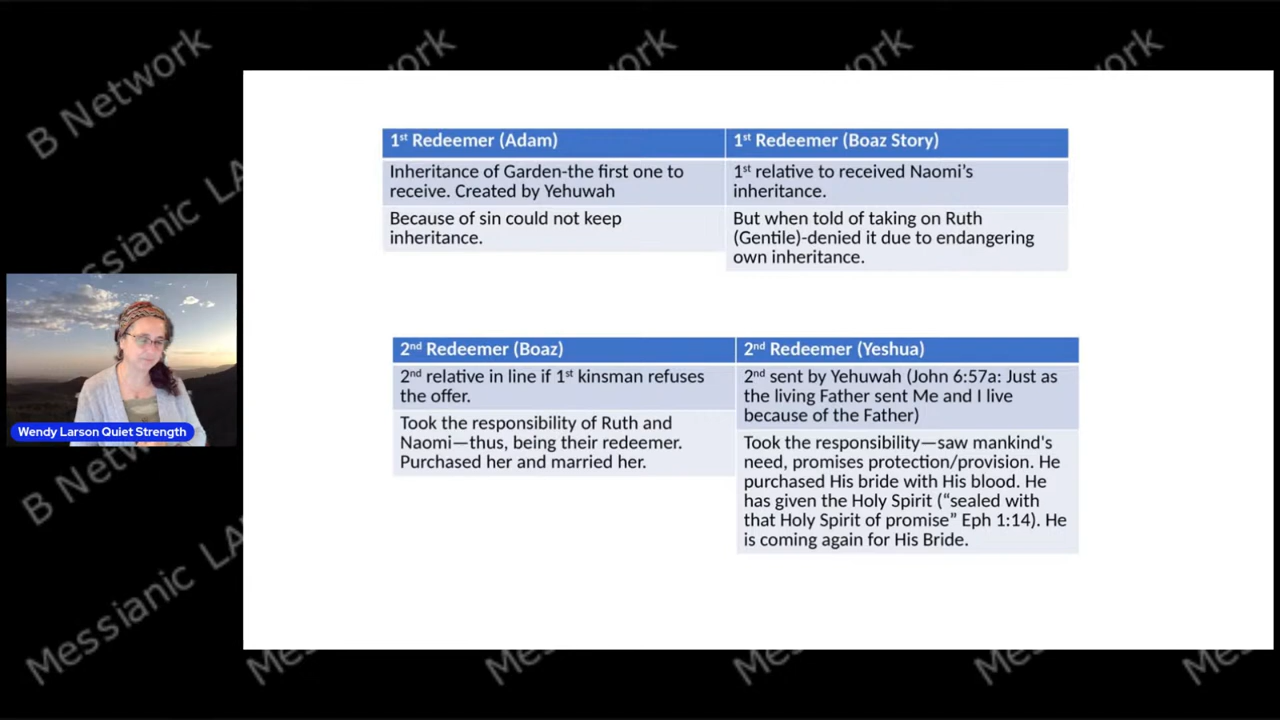 B Network
Messianic LA
1st Redeemer (Adam)
1st Redeemer (Boaz Story)
Inheritance of Garden-the first one to
receive. Created by Yehuwah
1st relative to received Naomi's
inheritance.
Because of sin could not keep
inheritance.
But when told of taking on Ruth
(Gentile)-denied it due to endangering
own inheritance.
2nd Redeemer (Boaz)
2nd Redeemer (Yeshua)
2nd relative in line if 1st kinsman refuses
the offer.
2nd sent by Yehuwah (John 6:57a: Just as
the living Father sent Me and I live
because of the Father)
Took the responsibility of Ruth and
Naomi—thus, being their redeemer.
Purchased her and married her.
Took the responsibility—saw mankind's
need, promises protection/provision. He
purchased His bride with His blood. He
has given the Holy Spirit (“sealed with
that Holy Spirit of promise” Eph 1:14). He
is coming again for His Bride.
Wendy Larson Quiet Strength
B Network
Messianic LA